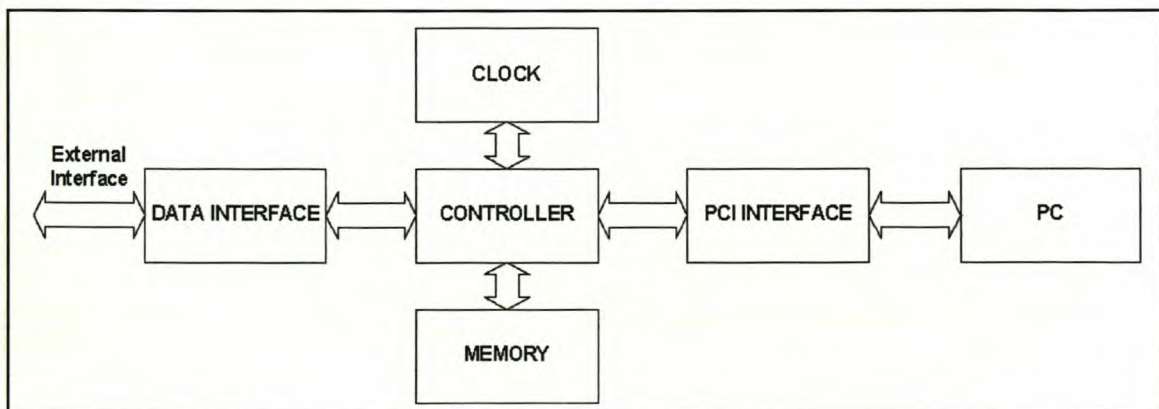 CLOCK
External
Interface
DATA INTERFACE
CONTROLLER
PCI INTERFACE
PC
MEMORY